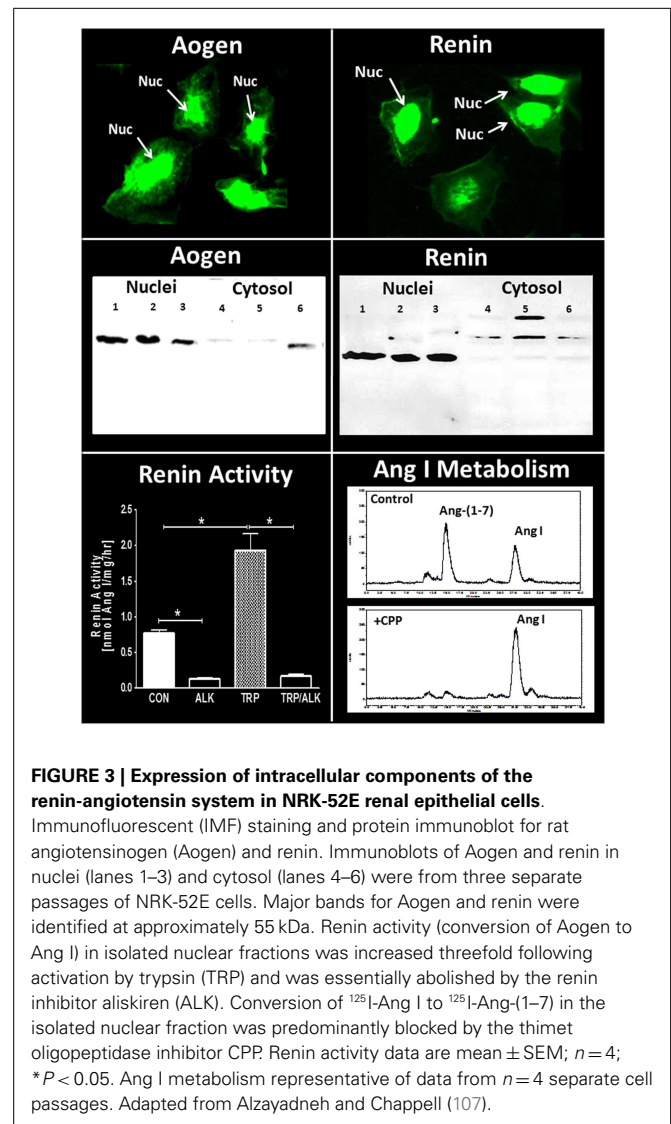 Aogen
Renin
Nuc
Nuc
Nuc
Nuc
Nuc
Nuc
Aogen
Renin
Nuclei Cytosol
1 2 3 4 5 6
Nuclei Cytosol
1 2 3 4 5 6
Renin Activity
Ang I Metabolism
Renin Activity
[nmol Ang I/mg/hr]
2.5
2.0
1.5
1.0
0.5
0.0
* * *
CON ALK TRP TRP/ALK
Control
Ang-(1-7)
Ang I
+CPP
Ang I
FIGURE 3 | Expression of intracellular components of the
renin-angiotensin system in NRK-52E renal epithelial cells.
Immunofluorescent (IMF) staining and protein immunoblot for rat
angiotensinogen (Aogen) and renin. Immunoblots of Aogen and renin in
nuclei (lanes 1–3) and cytosol (lanes 4–6) were from three separate
passages of NRK-52E cells. Major bands for Aogen and renin were
identified at approximately 55 kDa. Renin activity (conversion of Aogen to
Ang I) in isolated nuclear fractions was increased threefold following
activation by trypsin (TRP) and was essentially abolished by the renin
inhibitor aliskiren (ALK). Conversion of ¹²⁵I-Ang I to ¹²⁵I-Ang-(1–7) in the
isolated nuclear fraction was predominantly blocked by the thimet
oligopeptidase inhibitor CPP. Renin activity data are mean ± SEM; n = 4;
*P < 0.05. Ang I metabolism representative of data from n = 4 separate cell
passages. Adapted from Alzayadneh and Chappell (107).